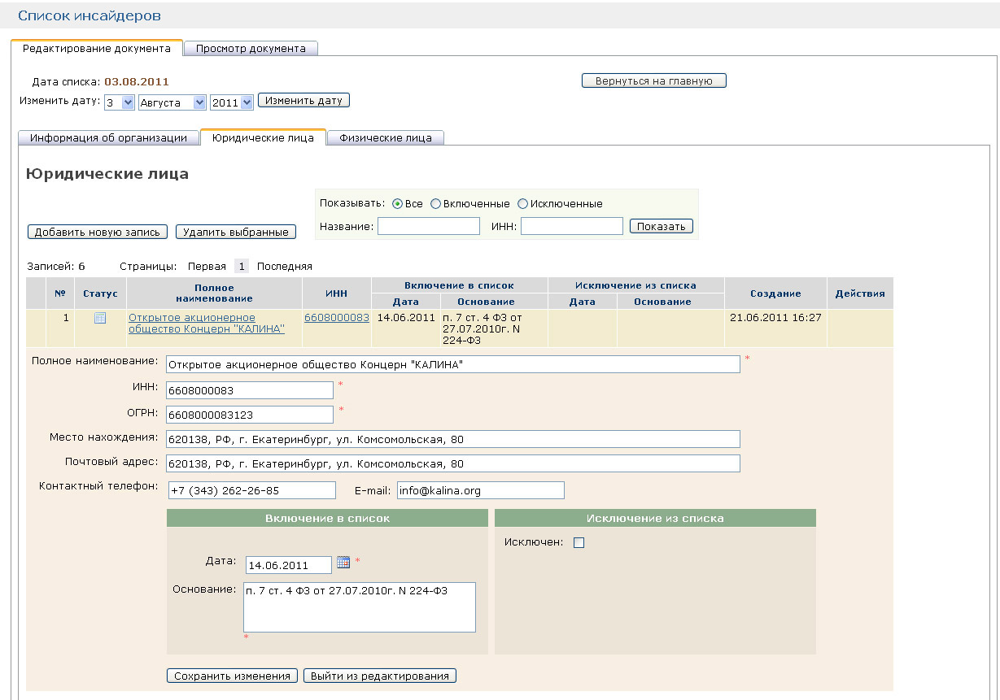 Список инсайдеров
Редактирование документа Просмотр документа
Дата списка: 03.08.2011 Вернуться на главную
Изменить дату: 3 Августа 2011 Изменить дату
Информация об организации Юридические лица Физические лица
Юридические лица
Показывать: Все Включенные Исключенные
Название: ИНН: Показать
Добавить новую запись Удалить выбранные
Записей: 6 Страницы: Первая 1 Последняя
№ Статус Полное наименование ИНН Включение в список Исключение из списка Создание Действия
Дата Основание Дата Основание
1 Открытое акционерное 6608000083 14.06.2011 п. 7 ст. 4 ФЗ от 21.06.2011 16:27
общество Концерн "КАЛИНА" 27.07.2010г. N
224-ФЗ
Полное наименование: Открытое акционерное общество Концерн "КАЛИНА" *
ИНН: 6608000083 *
ОГРН: 6608000083123 *
Место нахождения: 620138, РФ, г. Екатеринбург, ул. Комсомольская, 80
Почтовый адрес: 620138, РФ, г. Екатеринбург, ул. Комсомольская, 80
Контактный телефон: +7 (343) 262-26-85 E-mail: info@kalina.org
Включение в список Исключение из списка
Исключен:
Дата: 14.06.2011 *
Основание: п. 7 ст. 4 ФЗ от 27.07.2010г. N 224-ФЗ
*
Сохранить изменения Выйти из редактирования